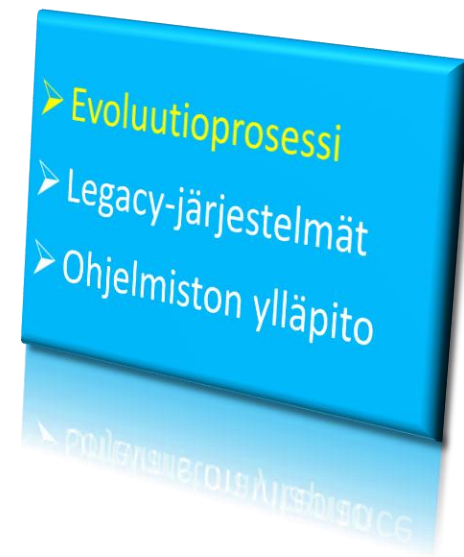 ➢ Evoluutioprosessi
➢ Legacy-järjestelmät
➢ Ohjelmiston ylläpito